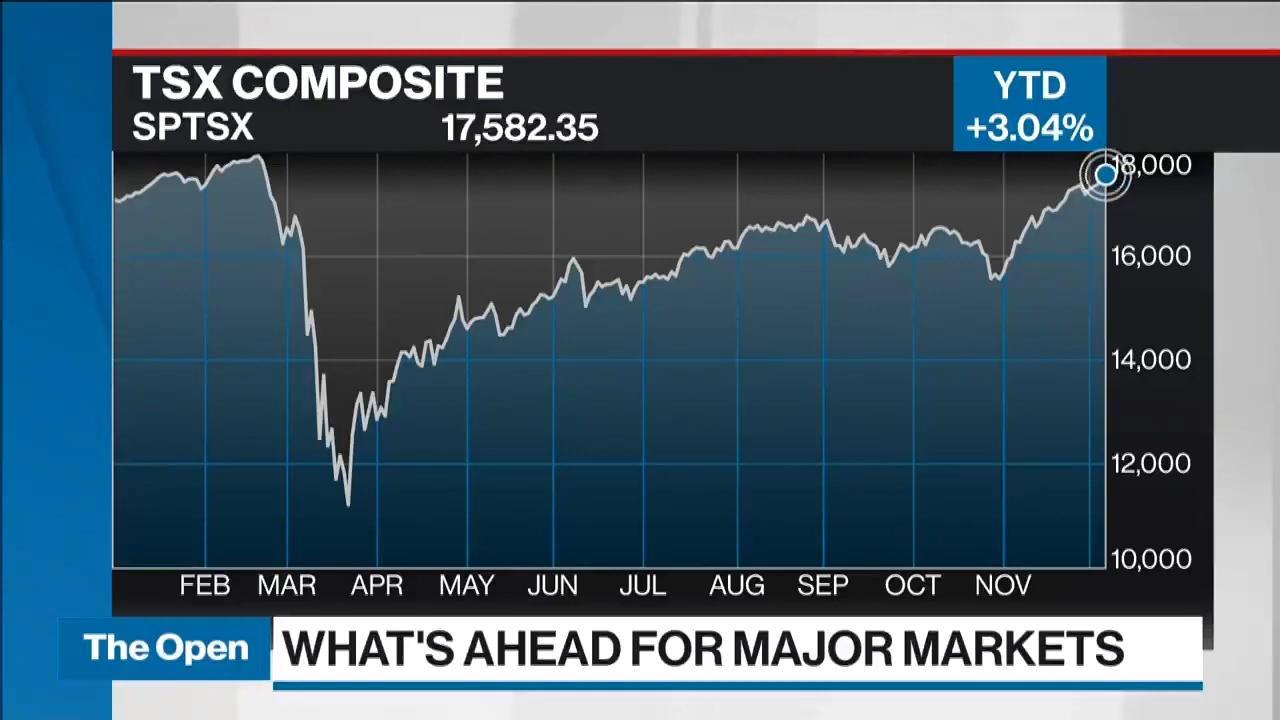 TSX COMPOSITE
SPTSX 17,582.35
YTD
+3.04%
18,000
16,000
14,000
12,000
10,000
FEB MAR APR MAY JUN JUL AUG SEP OCT NOV
The Open
WHAT'S AHEAD FOR MAJOR MARKETS